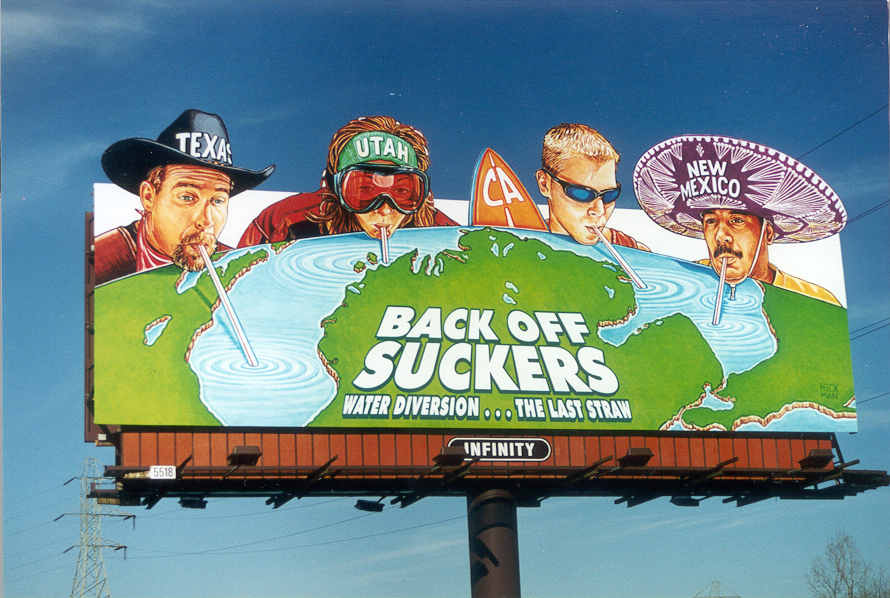 TEXAS
UTAH
CA
NEW
MEXICO
BACK OFF
SUCKERS
WATER DIVERSION . . . THE LAST STRAW
HECK
MAN
INFINITY
5518